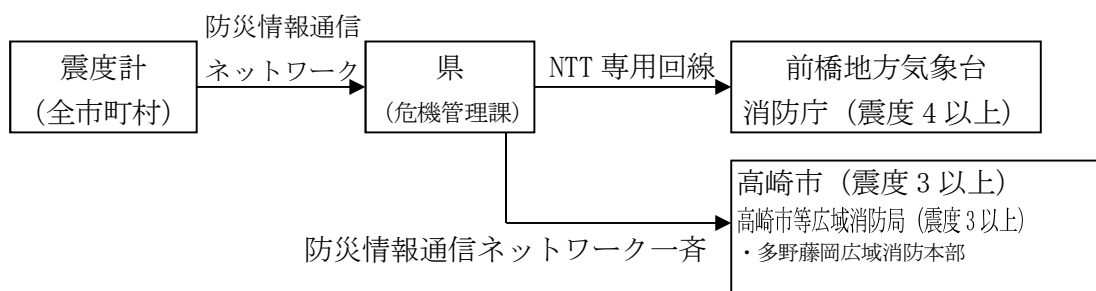 防災情報通信
ネットワーク
震度計
(全市町村)
県
(危機管理課)
NTT 専用回線
前橋地方気象台
消防庁（震度４以上）
高崎市（震度３以上）
高崎市等広域消防局（震度３以上）
・多野藤岡広域消防本部
防災情報通信ネットワーク一斉